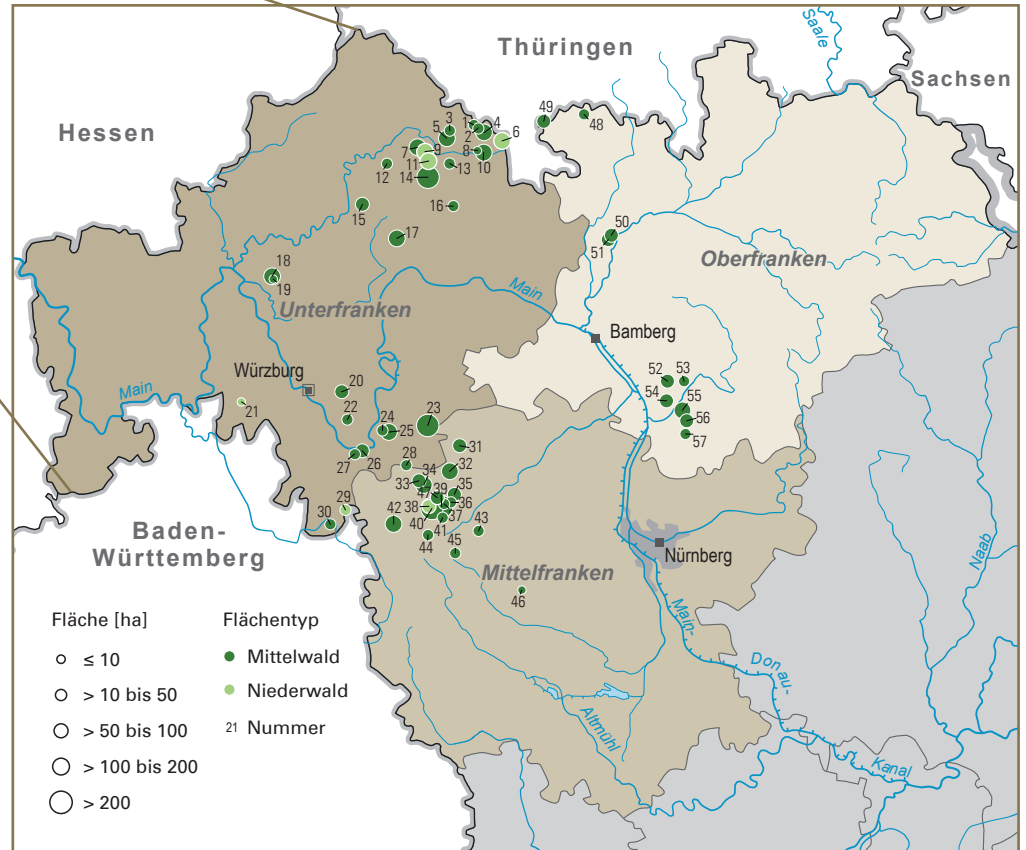 Thüringen
Saale
Sachsen
Hessen
49
48
3
1
4
5
2
6
7
9
8
11
13
10
12
14
15
16
17
50
51
Oberfranken
18
19
Unterfranken
Main
Bamberg
Würzburg
52
53
54
55
56
57
20
Main
21
22
24
23
25
27
26
28
31
34
32
33
47
39
35
38
36
42
40
37
41
43
44
45
29
30
Baden-
Württemberg
Nürnberg
Naab
Mittelfranken
46
Main-
Donau-
Kanal
Altmühl
Fläche [ha]
≤ 10
> 10 bis 50
> 50 bis 100
> 100 bis 200
> 200
Flächentyp
Mittelwald
Niederwald
21 Nummer